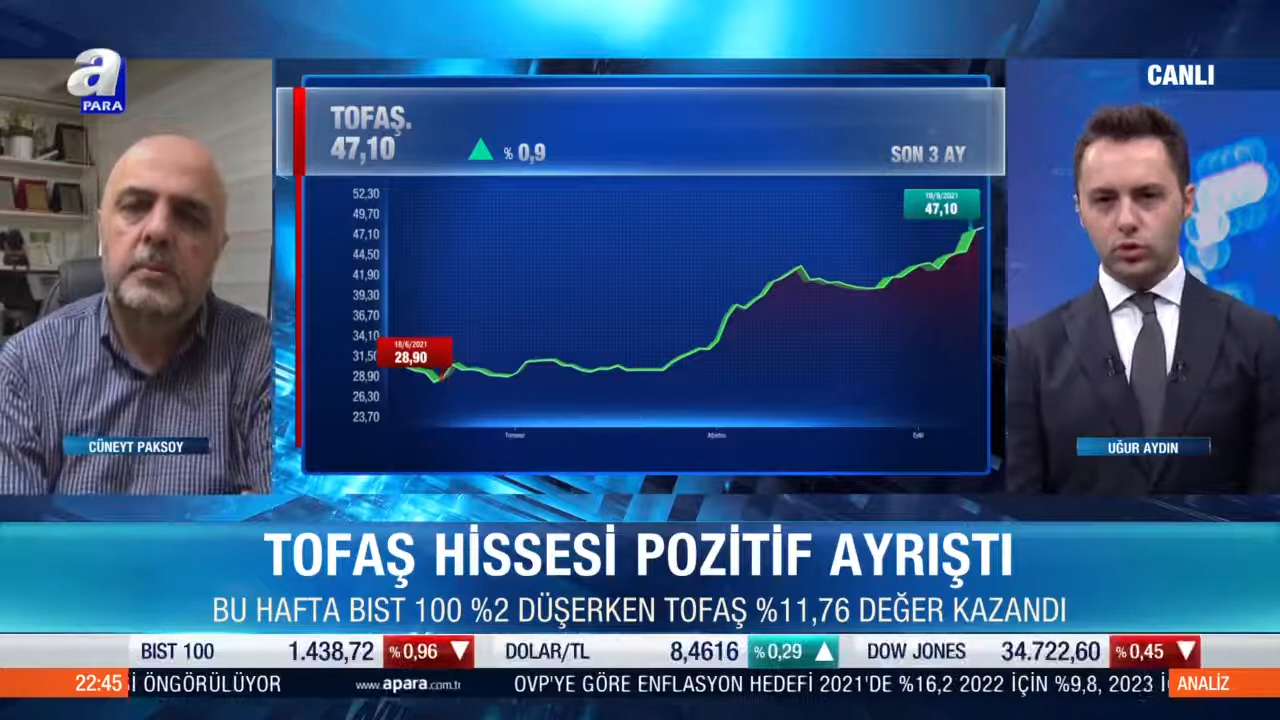 a
PARA
CANLI
TOFAŞ.
47,10
% 0,9
SON 3 AY
52,30
49,70
47,10
44,50
41,90
39,30
36,70
34,10
31,50
28,90
26,30
23,70
18/6/2021
28,90
47,10
Temmuz
Ağustos
Eylül
CÜNEYT PAKSOY
UĞUR AYDIN
TOFAŞ HİSSESİ POZİTİF AYRIŞTI
BU HAFTA BIST 100 %2 DÜŞERKEN TOFAŞ %11,76 DEĞER KAZANDI
BIST 100 1.438,72 % 0,96 DOLAR/TL 8,4616 % 0,29 DOW JONES 34.722,60 % 0,45
22:45 Sİ ÖNGÖRÜLÜYOR www.apara.com.tr OVP'YE GÖRE ENFLASYON HEDEFİ 2021'DE %16,2 2022 İÇİN %9,8, 2023 İ ANALİZ